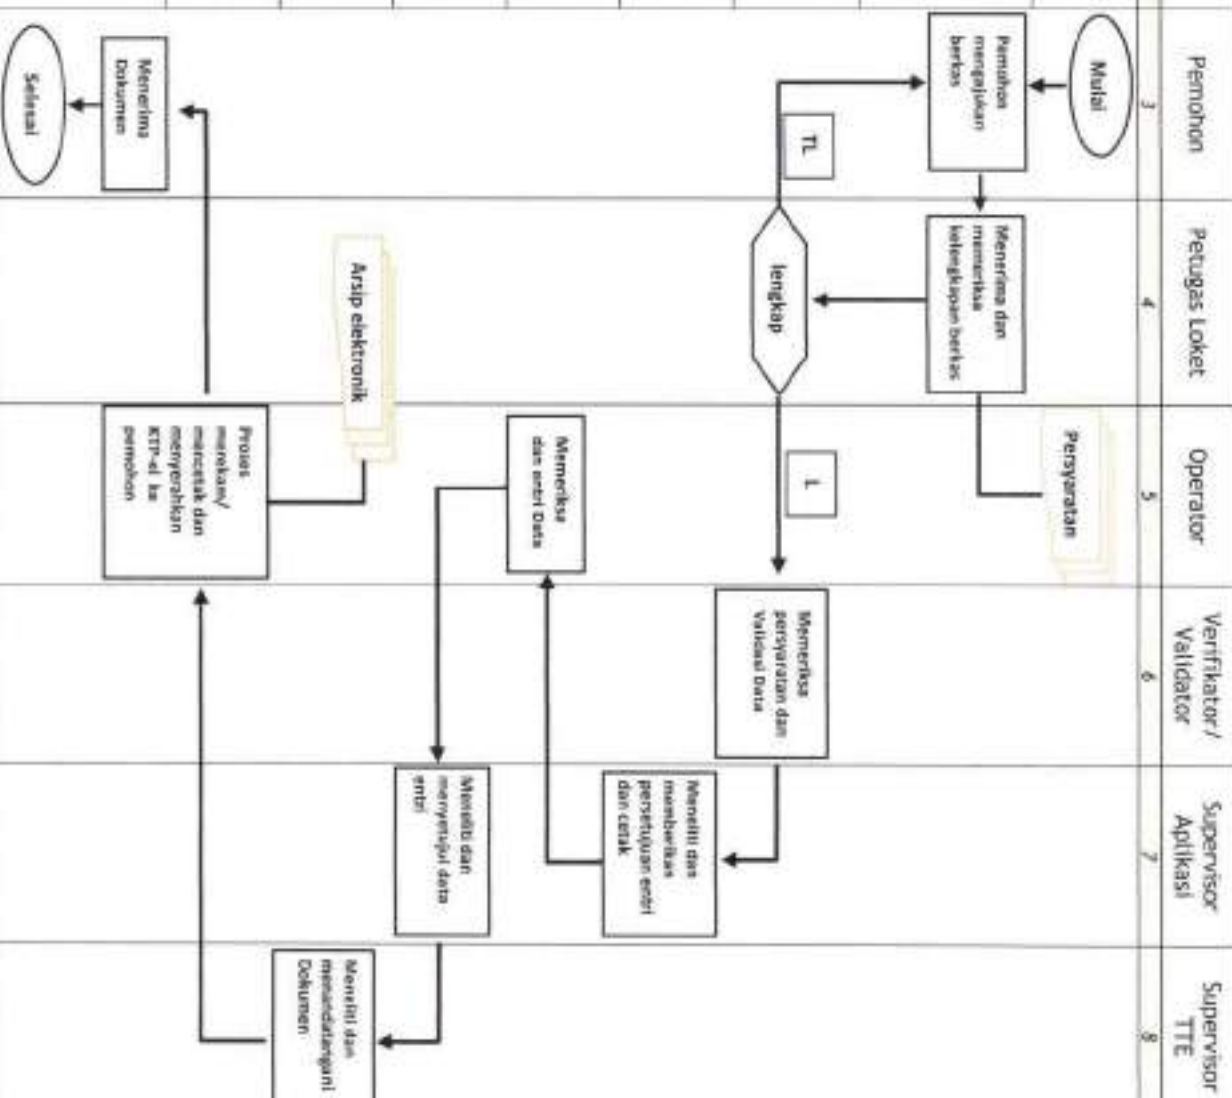 Pemohon
Petugas Loket
Operator
Verifikator/
Validator
Supervisor
Aplikasi
Supervisor
TTE
3
4
5
6
7
8
Mulai
Pemohon
mengajukan
berkas
Menerima dan
memeriksa
kelengkapan berkas
Persyaratan
TL
lengkap
L
Memeriksa
persyaratan dan
Validasi Data
Meneliti dan
memberikan
persetujuan entri
dan cetak
Memeriksa
dan entri Data
Meneliti dan
menyetujui data
entri
Meneliti dan
menandatangani
Dokumen
Arsip elektronik
Proses
merekam/
mencetak dan
menyerahkan
KTP-el ke
pemohon
Menerima
Dokumen
Selesai